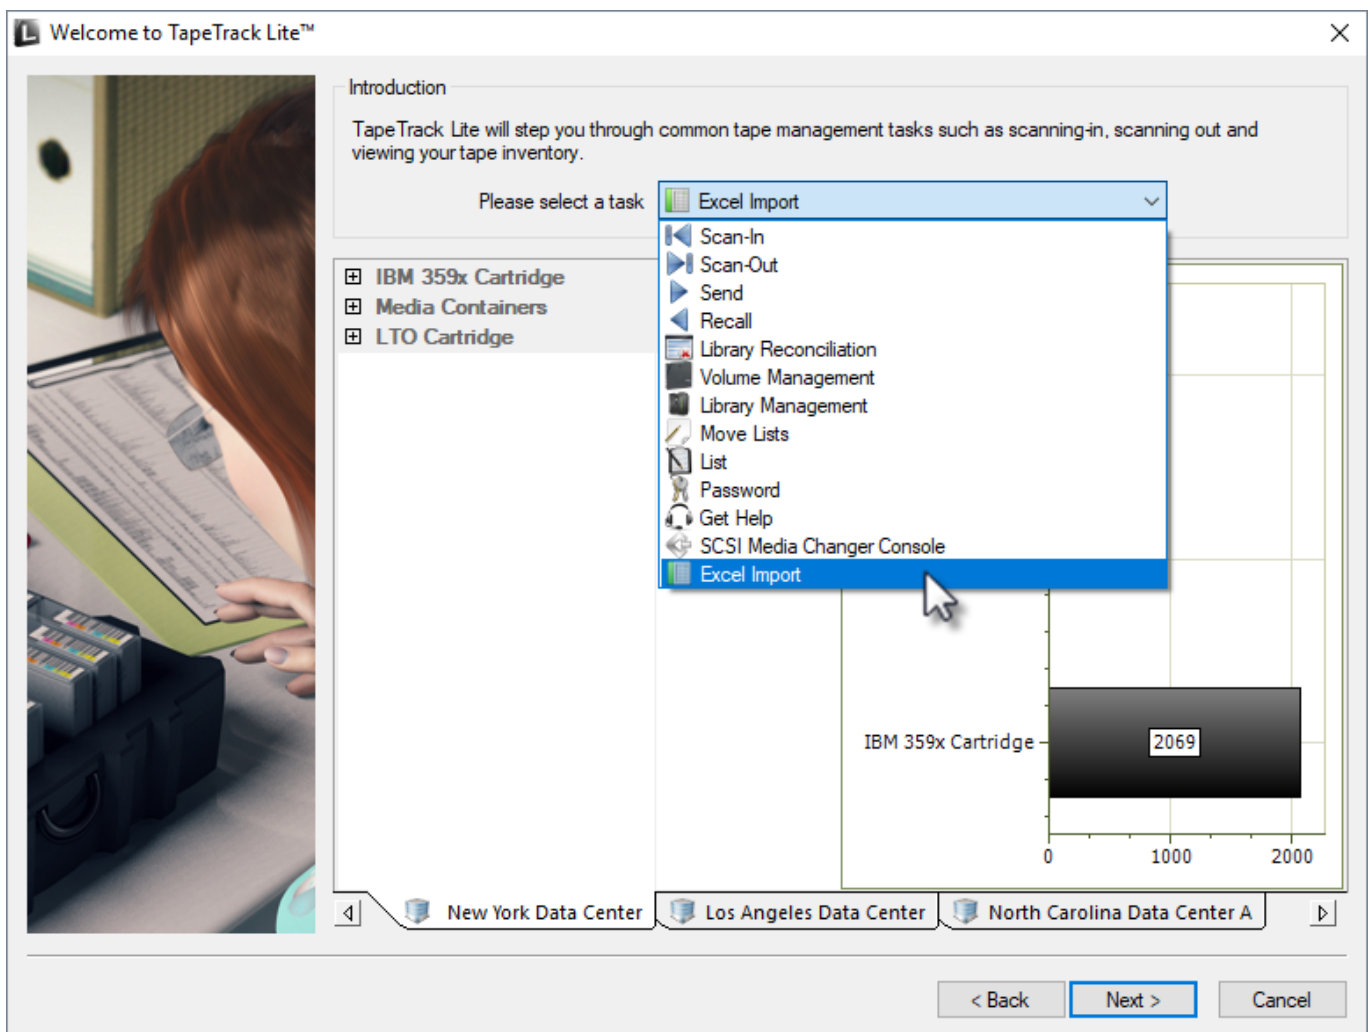 Welcome to TapeTrack Lite™
Introduction
TapeTrack Lite will step you through common tape management tasks such as scanning-in, scanning out and
viewing your tape inventory.
Please select a task
Excel Import
Scan-In
Scan-Out
Send
Recall
Library Reconciliation
Volume Management
Library Management
Move Lists
List
Password
Get Help
SCSI Media Changer Console
Excel Import
IBM 359x Cartridge
Media Containers
LTO Cartridge
IBM 359x Cartridge
2069
0 1000 2000
New York Data Center
Los Angeles Data Center
North Carolina Data Center A
< Back
Next >
Cancel